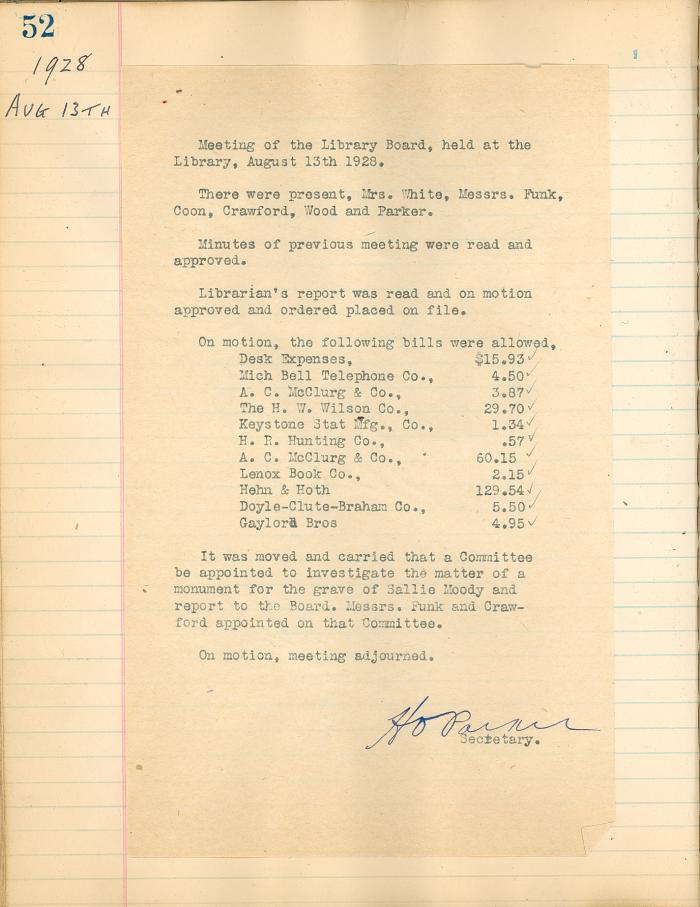 52
1928
AUG 13TH
Meeting of the Library Board, held at the
Library, August 13th 1928.
There were present, Mrs. White, Messrs. Funk,
Coon, Crawford, Wood and Parker.
Minutes of previous meeting were read and
approved.
Librarian's report was read and on motion
approved and ordered placed on file.
On motion, the following bills were allowed,
Desk Expenses, $15.93 ✓
Mich Bell Telephone Co., 4.50 ✓
A. C. McClurg & Co., 3.87 ✓
The H. W. Wilson Co., 29.70 ✓
Keystone Stat Mfg., Co., 1.34 ✓
H. R. Hunting Co., .57 ✓
A. C. McClurg & Co., 60.15 ✓
Lenox Book Co., 2.15 ✓
Hehn & Hoth 129.54 ✓
Doyle-Clute-Braham Co., 5.50 ✓
Gaylord Bros 4.95 ✓
It was moved and carried that a Committee
be appointed to investigate the matter of a
monument for the grave of Sallie Moody and
report to the Board. Messrs. Funk and Craw-
ford appointed on that Committee.
On motion, meeting adjourned.
HO Parker
Secretary.